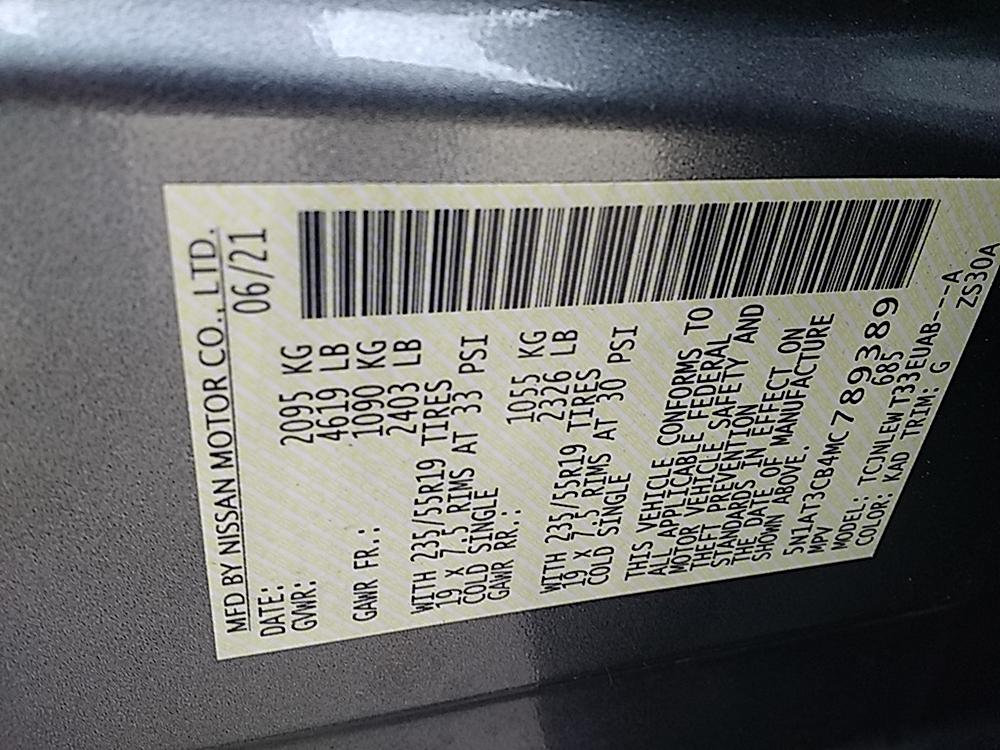 MFD BY NISSAN MOTOR CO., LTD.
DATE: 06/21
GVWR: 2095 KG
4619 LB
GAWR FR.: 1090 KG
2403 LB
WITH 235/55R19 TIRES
19 X 7.5 RIMS AT 33 PSI
COLD SINGLE
GAWR RR.: 1055 KG
2326 LB
WITH 235/55R19 TIRES
19 X 7.5 RIMS AT 30 PSI
COLD SINGLE
THIS VEHICLE CONFORMS TO
ALL APPLICABLE FEDERAL
MOTOR VEHICLE SAFETY AND
THEFT PREVENTION
STANDARDS IN EFFECT ON
THE DATE OF MANUFACTURE
SHOWN ABOVE.
5N1AT3CB4MC789389
MPV 685
MODEL: TCJNLEWT33EUAB---A
COLOR: KAD TRIM: G ZS30A